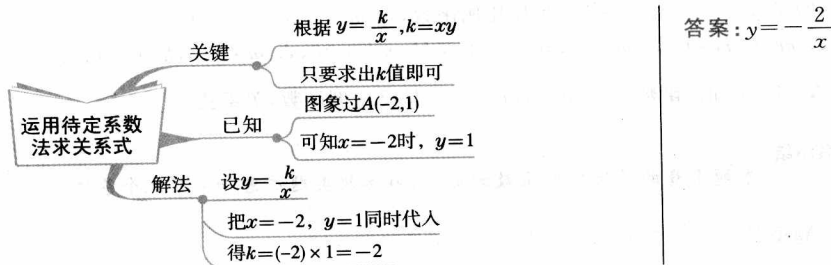 关键
根据 y=k/x,k=xy
只要求出k值即可
运用待定系数
法求关系式
已知
图象过A(-2,1)
可知x=-2时，y=1
解法
设y=k/x
把x=-2，y=1同时代入
得k=(-2)×1=-2
答案:y=-2/x